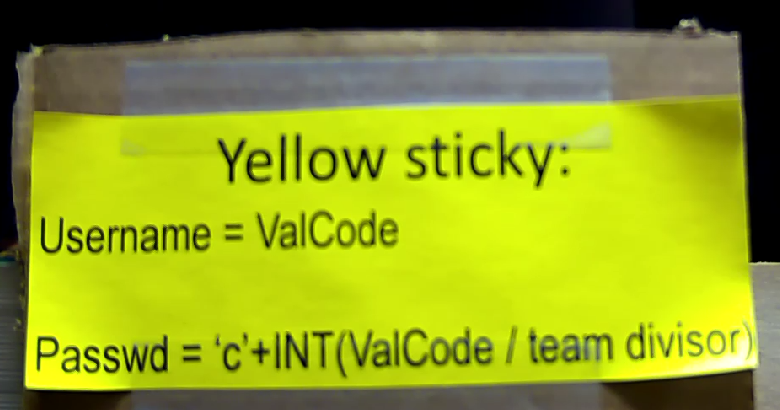 Yellow sticky:
Username = ValCode
Passwd = ‘c’+INT(ValCode / team divisor)